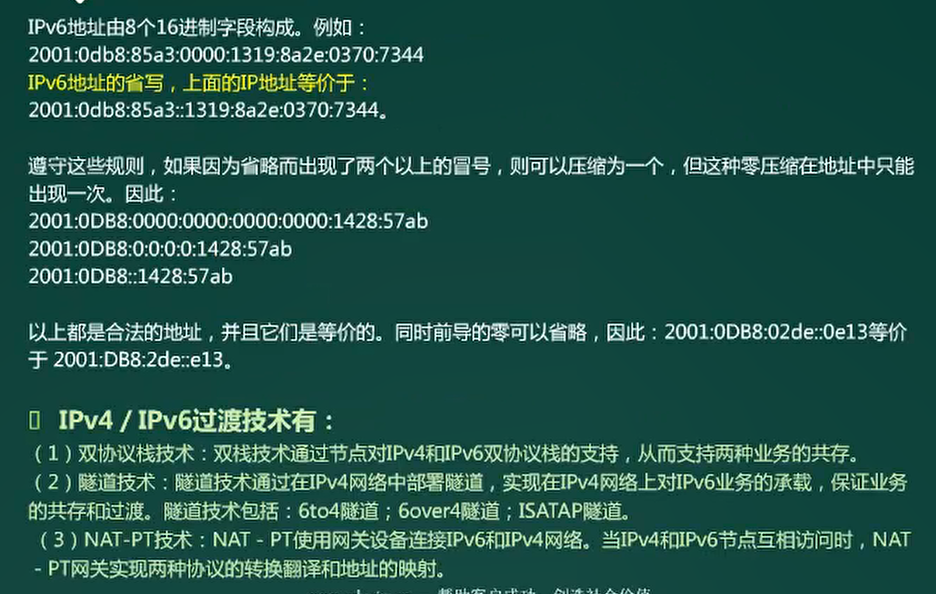 IPv6地址由8个16进制字段构成。例如：
2001:0db8:85a3:0000:1319:8a2e:0370:7344
IPv6地址的省写，上面的IP地址等价于：
2001:0db8:85a3::1319:8a2e:0370:7344。
遵守这些规则，如果因为省略而出现了两个以上的冒号，则可以压缩为一个，但这种零压缩在地址中只能
出现一次。因此：
2001:0DB8:0000:0000:0000:0000:1428:57ab
2001:0DB8:0:0:0:0:1428:57ab
2001:0DB8::1428:57ab
以上都是合法的地址，并且它们是等价的。同时前导的零可以省略，因此：2001:0DB8:02de::0e13等价
于 2001:DB8:2de::e13。
IPv4 / IPv6过渡技术有：
（1）双协议栈技术：双栈技术通过节点对IPv4和IPv6双协议栈的支持，从而支持两种业务的共存。
（2）隧道技术：隧道技术通过在IPv4网络中部署隧道，实现在IPv4网络上对IPv6业务的承载，保证业务
的共存和过渡。隧道技术包括：6to4隧道；6over4隧道；ISATAP隧道。
（3）NAT-PT技术：NAT - PT使用网关设备连接IPv6和IPv4网络。当IPv4和IPv6节点互相访问时，NAT
- PT网关实现两种协议的转换翻译和地址的映射。